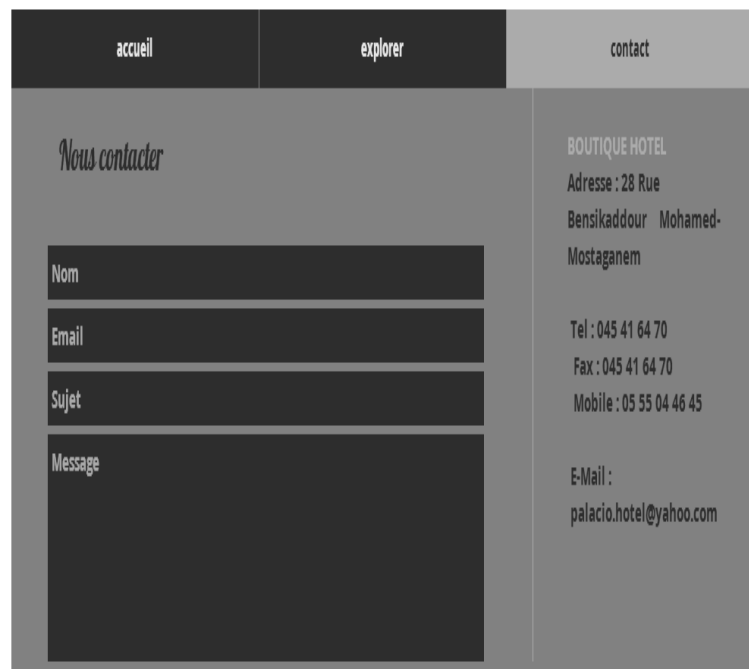 accueil
explorer
contact
Nous contacter
Nom
Email
Sujet
Message
BOUTIQUE HOTEL
Adresse : 28 Rue
Bensikaddour Mohamed-
Mostaganem
Tel : 045 41 64 70
Fax : 045 41 64 70
Mobile : 05 55 04 46 45
E-Mail :
palacio.hotel@yahoo.com